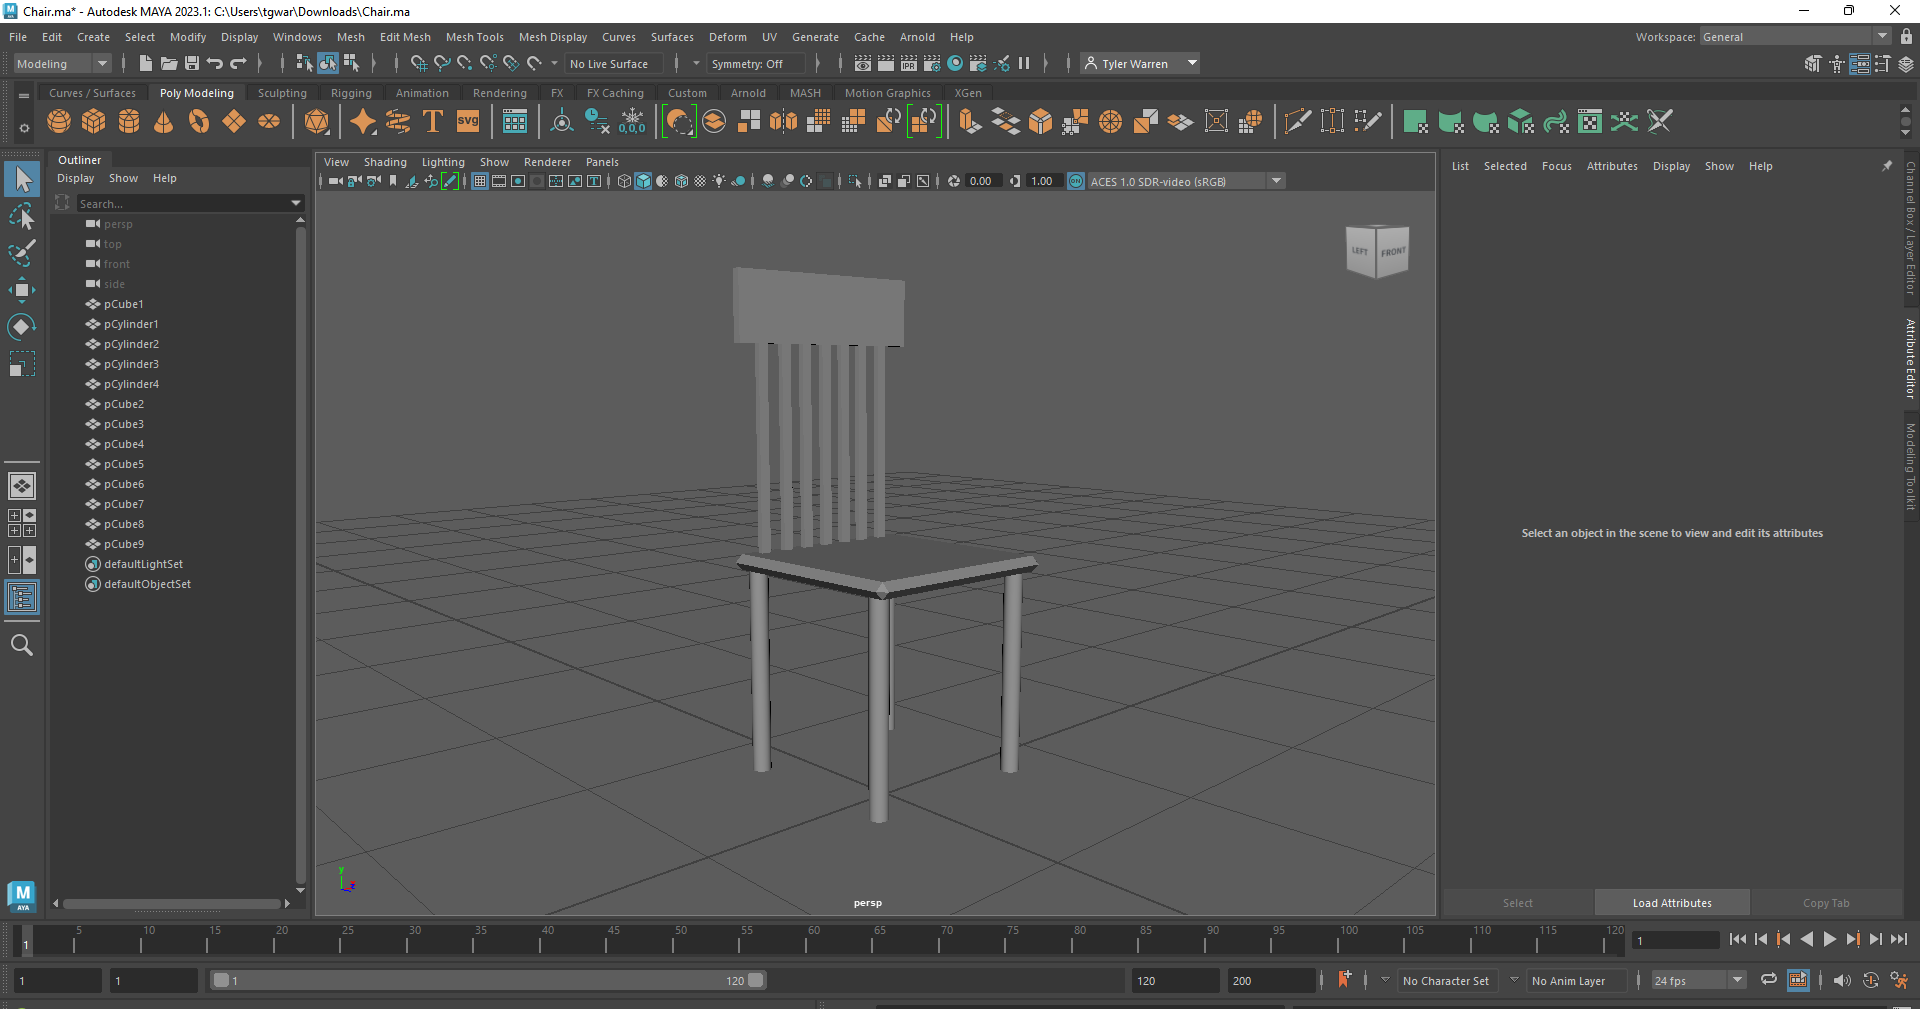 Chair.ma* - Autodesk MAYA 2023.1: C:\Users\tgwar\Downloads\Chair.ma
File Edit Create Select Modify Display Windows Mesh Edit Mesh Mesh Tools Mesh Display Curves Surfaces Deform UV Generate Cache Arnold Help Workspace: General
Modeling No Live Surface Symmetry: Off IPR Tyler Warren
Curves / Surfaces Poly Modeling Sculpting Rigging Animation Rendering FX FX Caching Custom Arnold MASH Motion Graphics XGen
SVG 0,0,0
Outliner
Display Show Help
Search...
persp
top
front
side
pCube1
pCylinder1
pCylinder2
pCylinder3
pCylinder4
pCube2
pCube3
pCube4
pCube5
pCube6
pCube7
pCube8
pCube9
defaultLightSet
defaultObjectSet
View Shading Lighting Show Renderer Panels
0.00 1.00 ON ACES 1.0 SDR-video (sRGB)
LEFT FRONT
y
z
persp
List Selected Focus Attributes Display Show Help
Select an object in the scene to view and edit its attributes
Select Load Attributes Copy Tab
Channel Box / Layer Editor
Attribute Editor
Modeling Toolkit
M
AYA
5 10 15 20 25 30 35 40 45 50 55 60 65 70 75 80 85 90 95 100 105 110 115 120
1 1
1 1 1 120 120 200 No Character Set No Anim Layer 24 fps